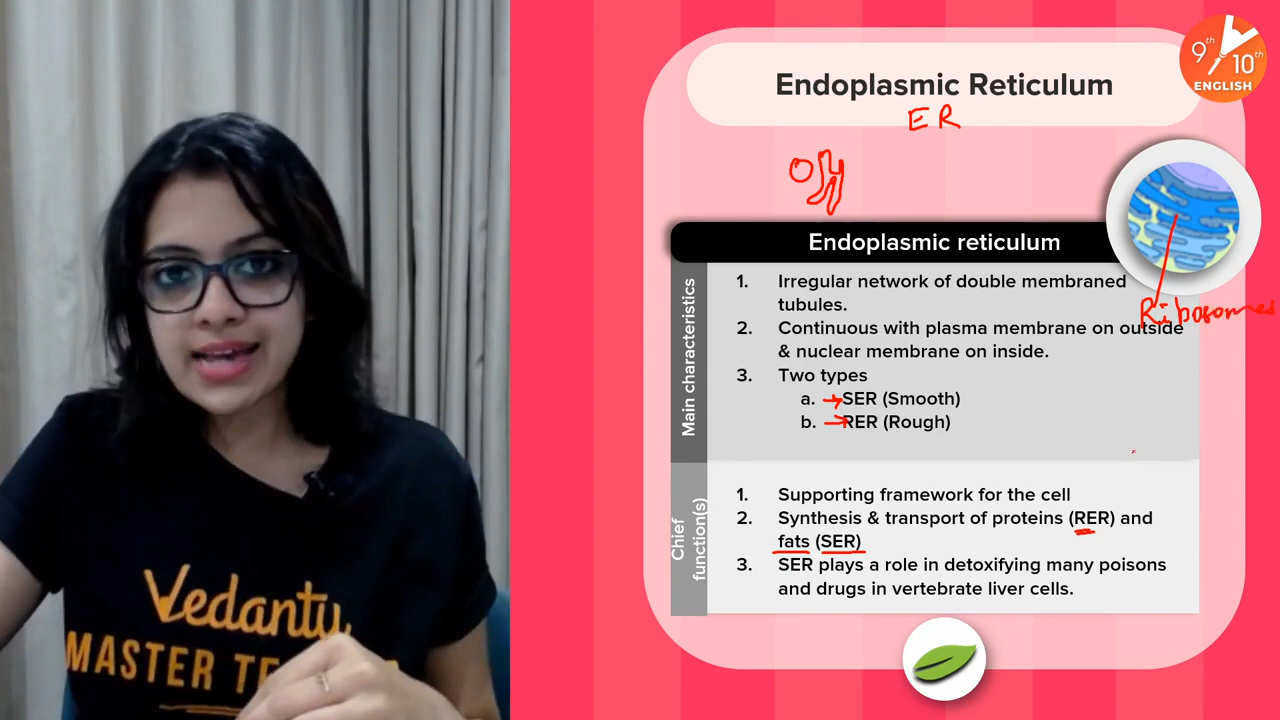 9th
10th
ENGLISH
Endoplasmic Reticulum
ER
Endoplasmic reticulum
Main characteristics
1. Irregular network of double membraned
tubules.
2. Continuous with plasma membrane on outside
& nuclear membrane on inside.
3. Two types
a. → SER (Smooth)
b. → RER (Rough)
Ribosomes
Chief
function(s)
1. Supporting framework for the cell
2. Synthesis & transport of proteins (RER) and
fats (SER)
3. SER plays a role in detoxifying many poisons
and drugs in vertebrate liver cells.
Vedantu
MASTER